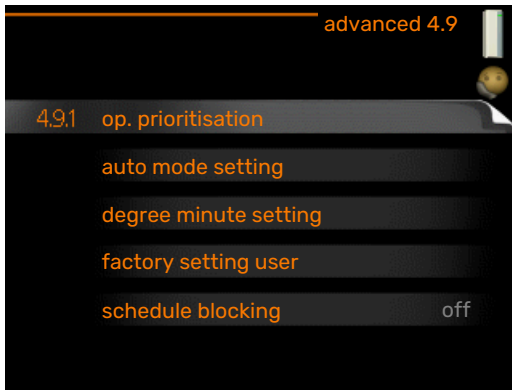 advanced 4.9
4.9.1 op. prioritisation
auto mode setting
degree minute setting
factory setting user
schedule blocking off